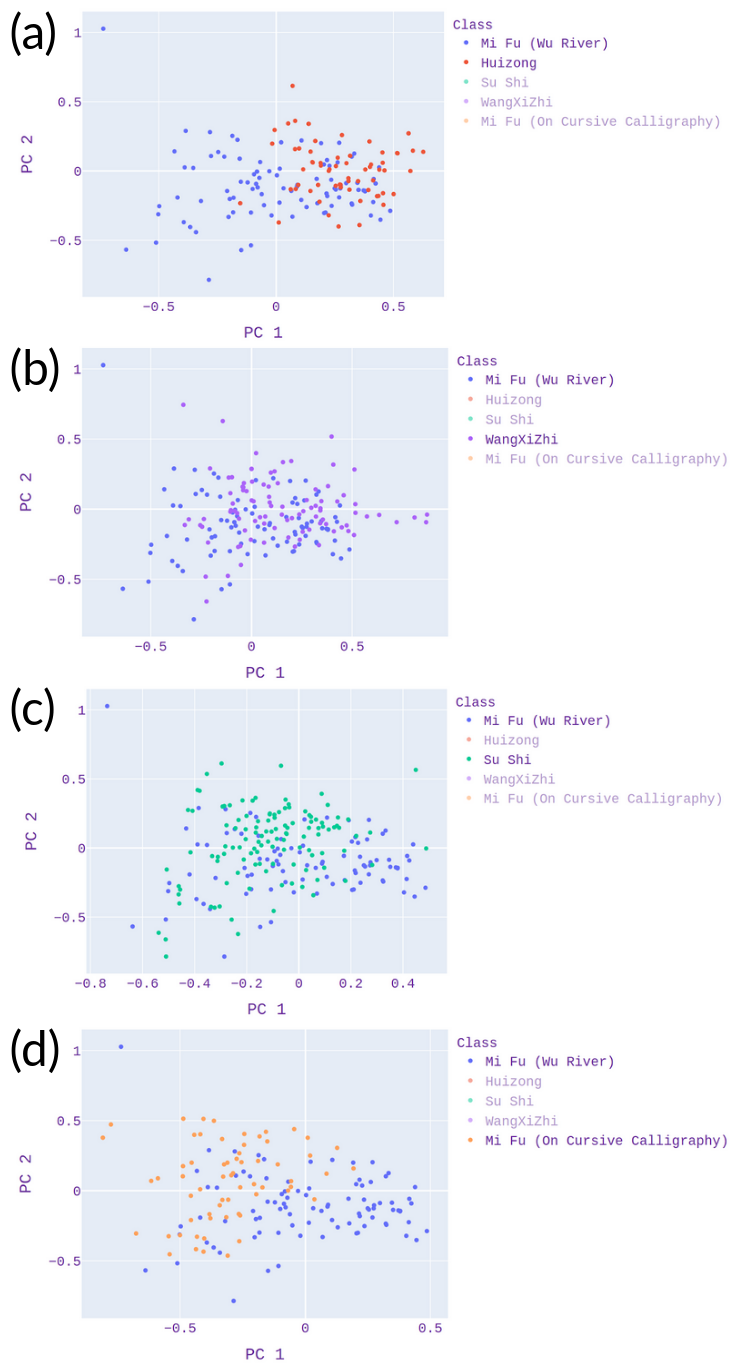 (a)
Class
Mi Fu (Wu River)
Huizong
Su Shi
WangXiZhi
Mi Fu (On Cursive Calligraphy)
1
0.5
0
−0.5
PC 2
−0.5 0 0.5
PC 1
(b)
Class
Mi Fu (Wu River)
Huizong
Su Shi
WangXiZhi
Mi Fu (On Cursive Calligraphy)
1
0.5
0
−0.5
PC 2
−0.5 0 0.5
PC 1
(c)
Class
Mi Fu (Wu River)
Huizong
Su Shi
WangXiZhi
Mi Fu (On Cursive Calligraphy)
1
0.5
0
−0.5
PC 2
−0.8 −0.6 −0.4 −0.2 0 0.2 0.4
PC 1
(d)
Class
Mi Fu (Wu River)
Huizong
Su Shi
WangXiZhi
Mi Fu (On Cursive Calligraphy)
1
0.5
0
−0.5
PC 2
−0.5 0 0.5
PC 1